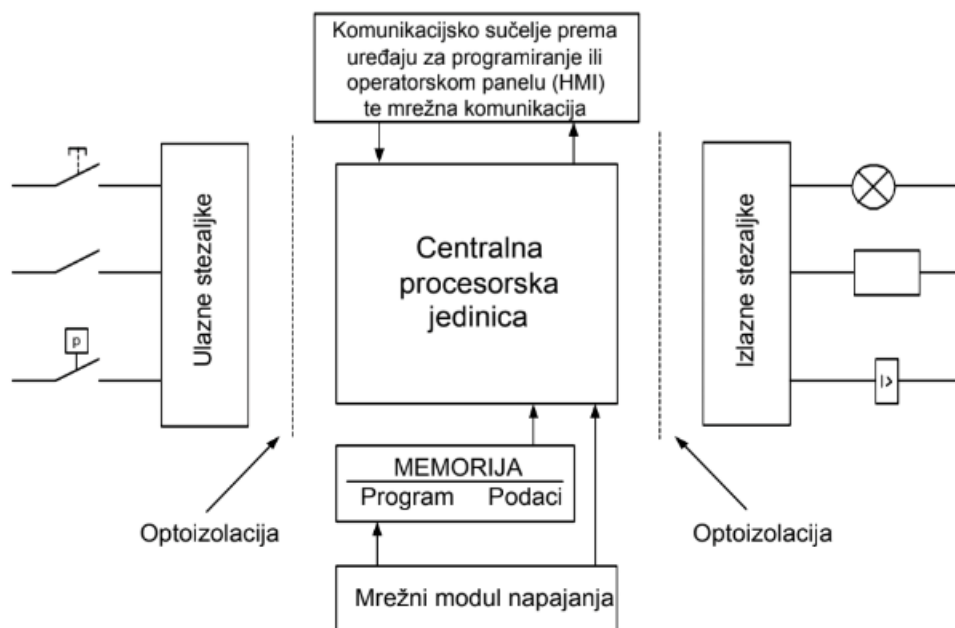 Komunikacijsko sučelje prema
uređaju za programiranje ili
operatorskom panelu (HMI)
te mrežna komunikacija
Ulazne stezaljke
Centralna
procesorska
jedinica
Izlazne stezaljke
p
I>
MEMORIJA
Program Podaci
Optoizolacija
Optoizolacija
Mrežni modul napajanja